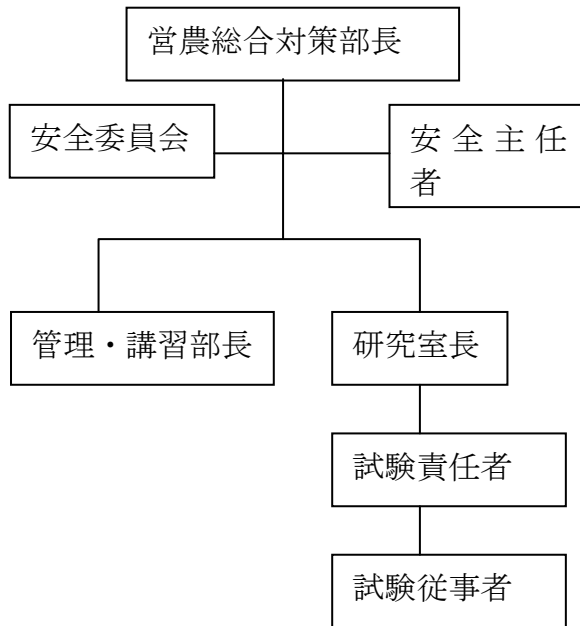 営農総合対策部長
安全委員会
安全主任
者
管理・講習部長
研究室長
試験責任者
試験従事者